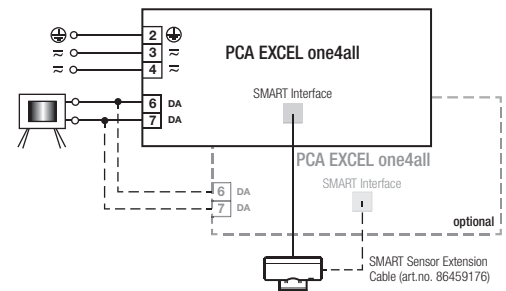 2
PCA EXCEL one4all
3
4
SMART Interface
6 DA
7 DA
PCA EXCEL one4all
SMART Interface
6 DA
7 DA
optional
SMART Sensor Extension
Cable (art.no. 86459176)